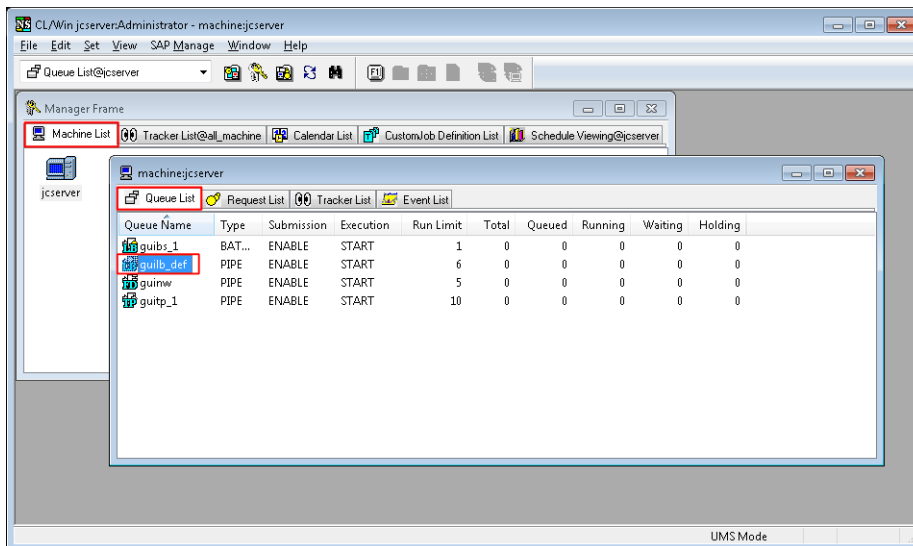 CL/Win jcserver:Administrator - machine:jcserver
File Edit Set View SAP Manage Window Help
Queue List@jcserver
Manager Frame
Machine List Tracker List@all_machine Calendar List CustomJob Definition List Schedule Viewing@jcserver
jcserver
machine:jcserver
Queue List Request List Tracker List Event List
Queue Name Type Submission Execution Run Limit Total Queued Running Waiting Holding
guibs_1 BAT... ENABLE START 1 0 0 0 0 0
guilb_def PIPE ENABLE START 6 0 0 0 0 0
guinw PIPE ENABLE START 5 0 0 0 0 0
guitp_1 PIPE ENABLE START 10 0 0 0 0 0
UMS Mode